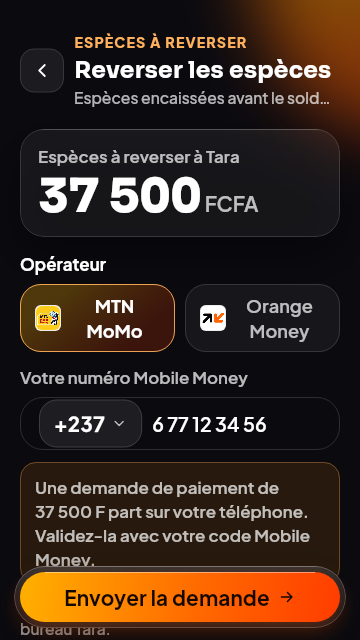 ESPÈCES À REVERSER
Reverser les espèces
Espèces encaissées avant le sold...
Espèces à reverser à Tara
37 500 FCFA
Opérateur
MTN
MoMo
Orange
Money
Votre numéro Mobile Money
+237 6 77 12 34 56
Une demande de paiement de
37 500 F part sur votre téléphone.
Validez-la avec votre code Mobile
Money.
Envoyer la demande →
bureau Tara.